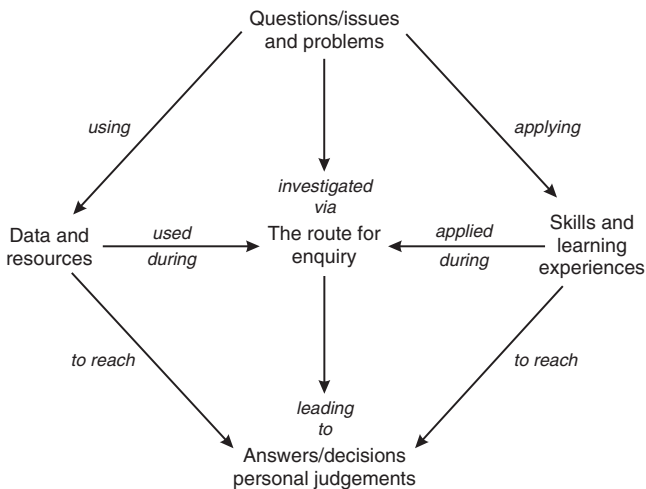 Questions/issues
and problems
using
applying
investigated
via
Data and
resources
used
during
The route for
enquiry
applied
during
Skills and
learning
experiences
to reach
to reach
leading
to
Answers/decisions
personal judgements